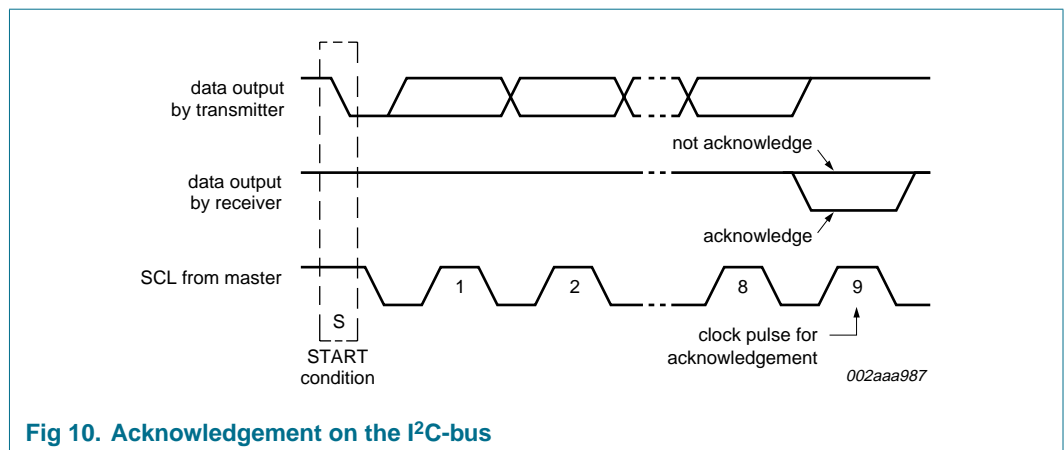 data output
by transmitter
not acknowledge
data output
by receiver
acknowledge
SCL from master
1
2
8
9
S
START
condition
clock pulse for
acknowledgement
002aaa987
Fig 10. Acknowledgement on the I²C-bus